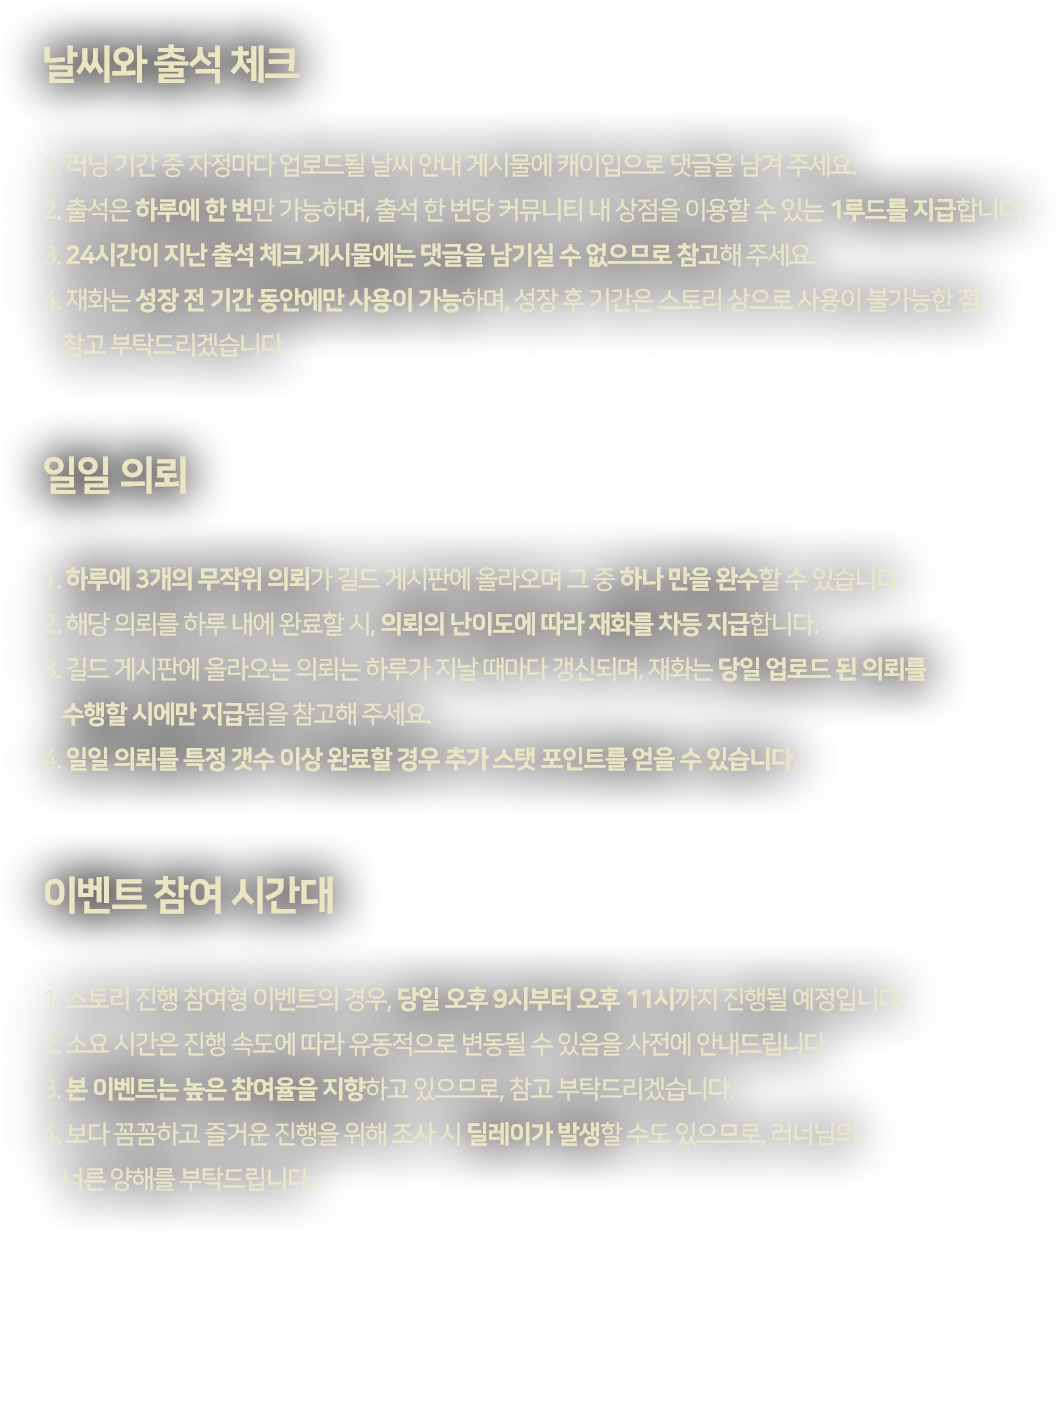 날씨와 출석 체크
1. 러닝 기간 중 자정마다 업로드될 날씨 안내 게시물에 캐이입으로 댓글을 남겨 주세요.
2. 출석은 하루에 한 번만 가능하며, 출석 한 번당 커뮤니티 내 상점을 이용할 수 있는 1루드를 지급합니다.
3. 24시간이 지난 출석 체크 게시물에는 댓글을 남기실 수 없으므로 참고해 주세요.
4. 재화는 성장 전 기간 동안에만 사용이 가능하며, 성장 후 기간은 스토리 상으로 사용이 불가능한 점
참고 부탁드리겠습니다.
일일 의뢰
1. 하루에 3개의 무작위 의뢰가 길드 게시판에 올라오며 그 중 하나 만을 완수할 수 있습니다.
2. 해당 의뢰를 하루 내에 완료할 시, 의뢰의 난이도에 따라 재화를 차등 지급합니다.
3. 길드 게시판에 올라오는 의뢰는 하루가 지날 때마다 갱신되며, 재화는 당일 업로드 된 의뢰를
수행할 시에만 지급됨을 참고해 주세요.
4. 일일 의뢰를 특정 갯수 이상 완료할 경우 추가 스탯 포인트를 얻을 수 있습니다.
이벤트 참여 시간대
1. 스토리 진행 참여형 이벤트의 경우, 당일 오후 9시부터 오후 11시까지 진행될 예정입니다.
2. 소요 시간은 진행 속도에 따라 유동적으로 변동될 수 있음을 사전에 안내드립니다.
3. 본 이벤트는 높은 참여율을 지향하고 있으므로, 참고 부탁드리겠습니다.
4. 보다 꼼꼼하고 즐거운 진행을 위해 조사 시 딜레이가 발생할 수도 있으므로, 러너님의
너른 양해를 부탁드립니다.